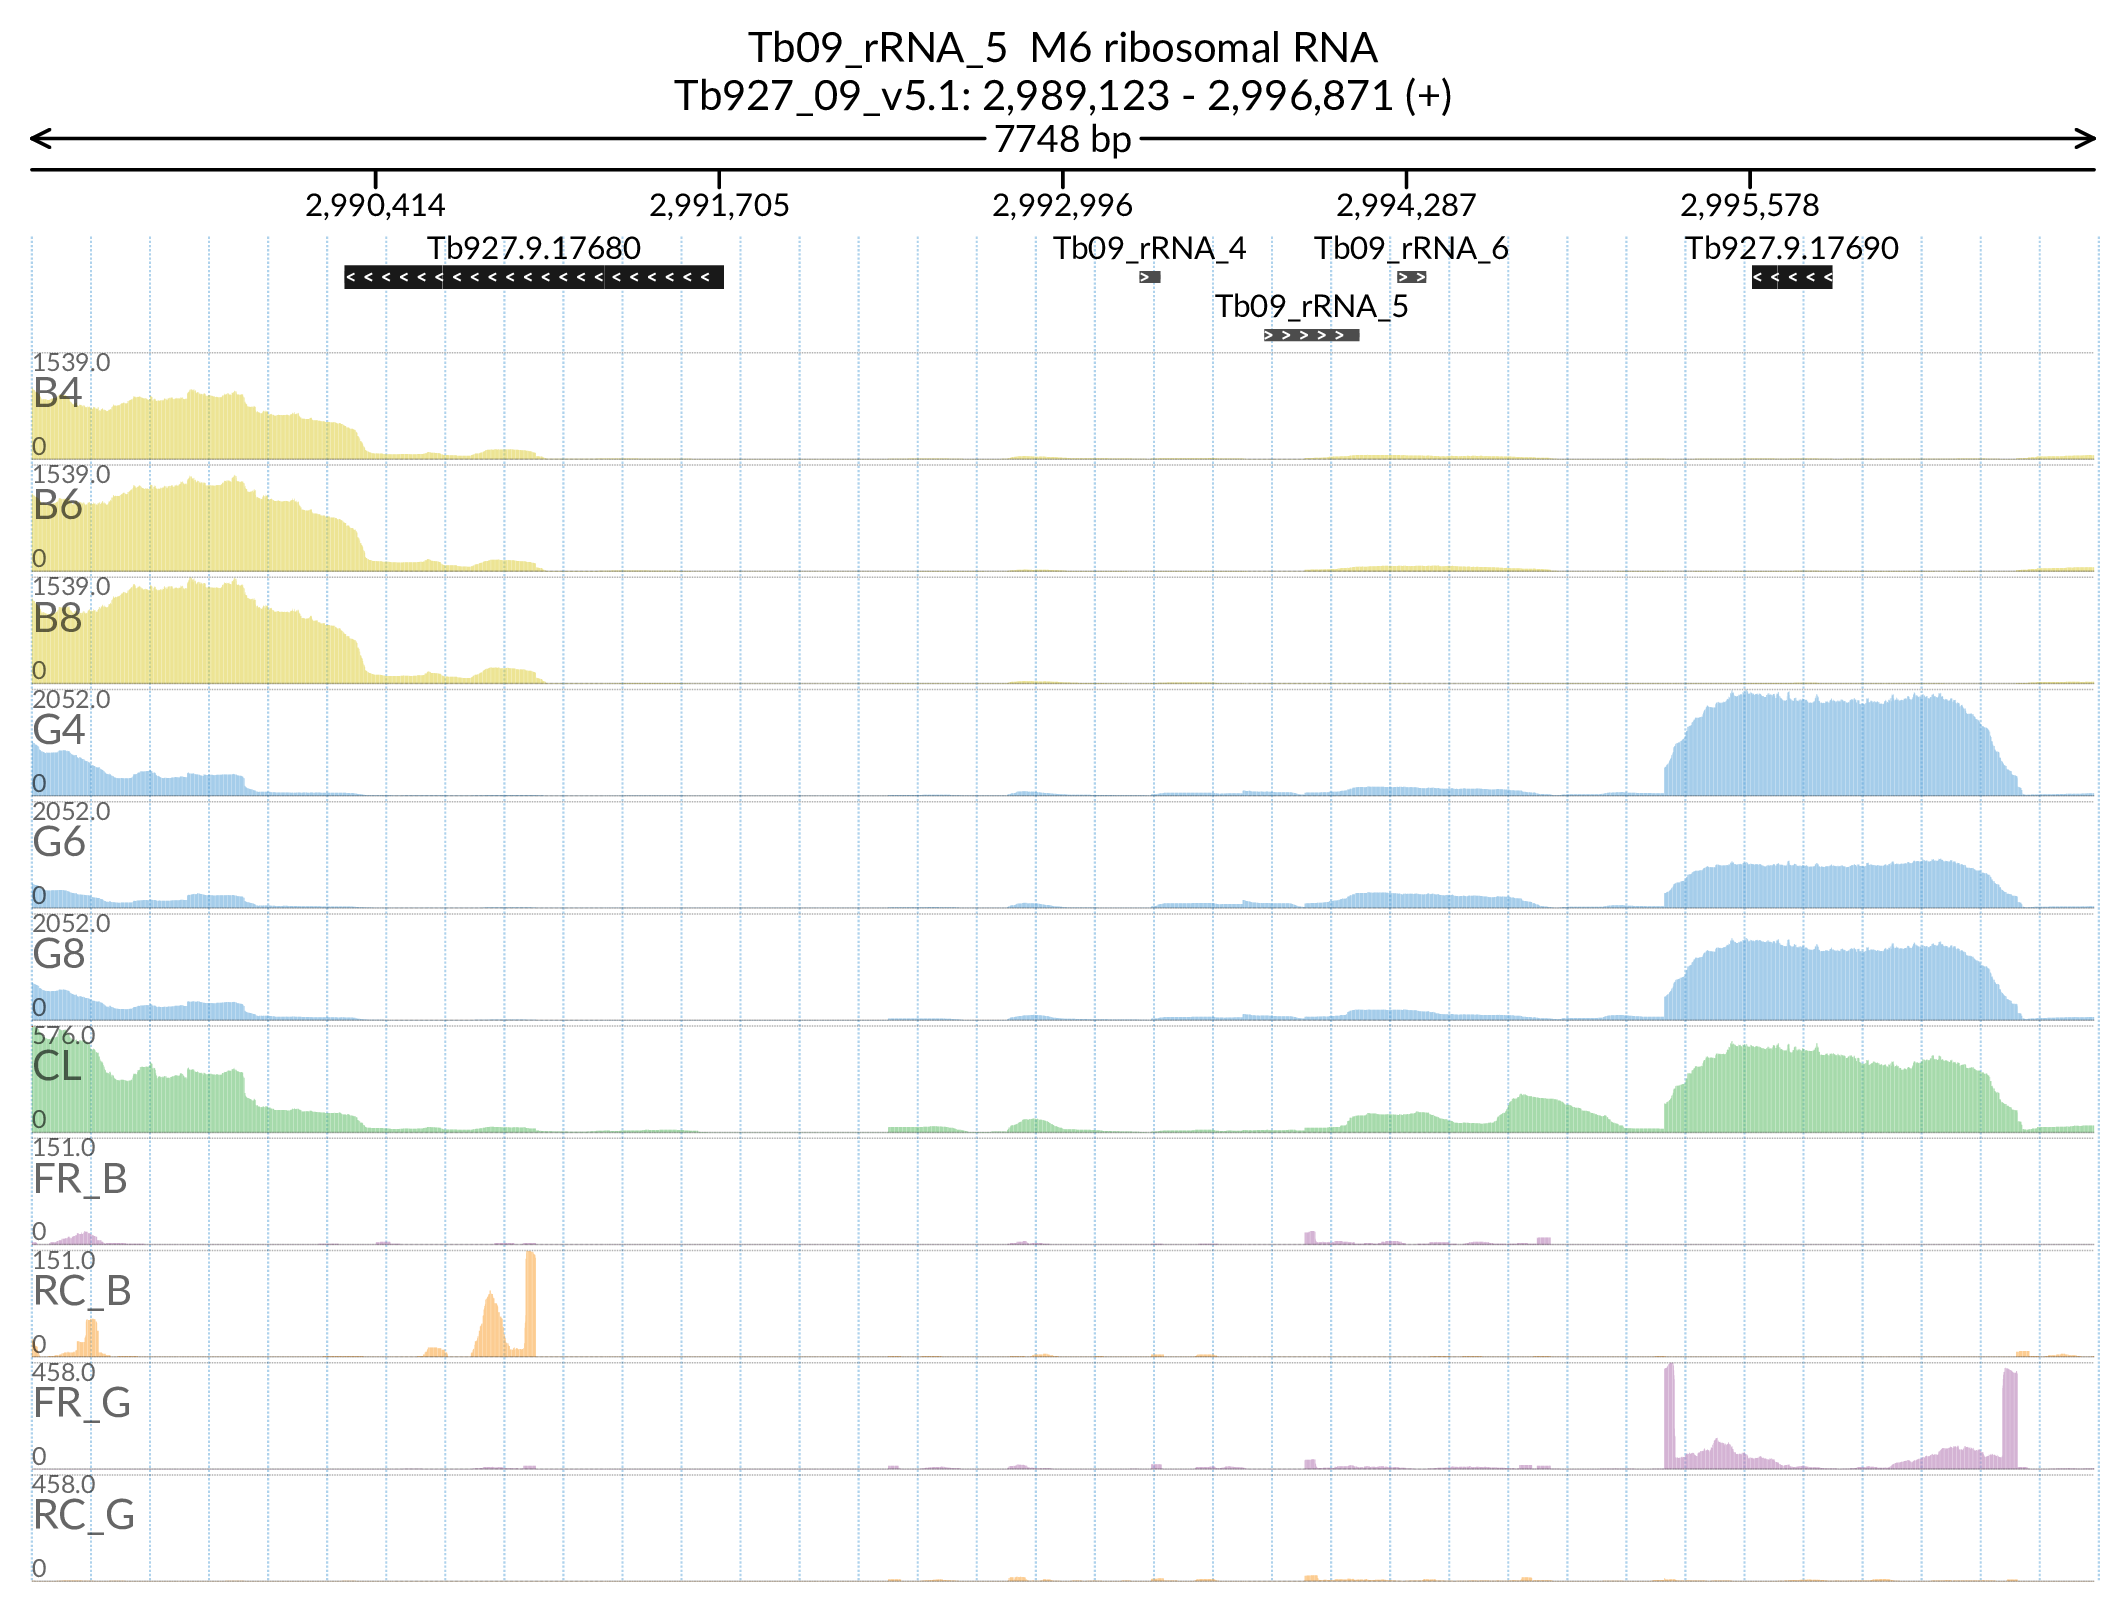 Tb09_rRNA_5 M6 ribosomal RNA
Tb927_09_v5.1: 2,989,123 - 2,996,871 (+)
7748 bp
2,990,414 2,991,705 2,992,996 2,994,287 2,995,578
Tb927.9.17680 Tb09_rRNA_4 Tb09_rRNA_6 Tb927.9.17690
Tb09_rRNA_5
1539.0
B4
0
1539.0
B6
0
1539.0
B8
0
2052.0
G4
0
2052.0
G6
0
2052.0
G8
0
576.0
CL
0
151.0
FR_B
0
151.0
RC_B
0
458.0
FR_G
0
458.0
RC_G
0